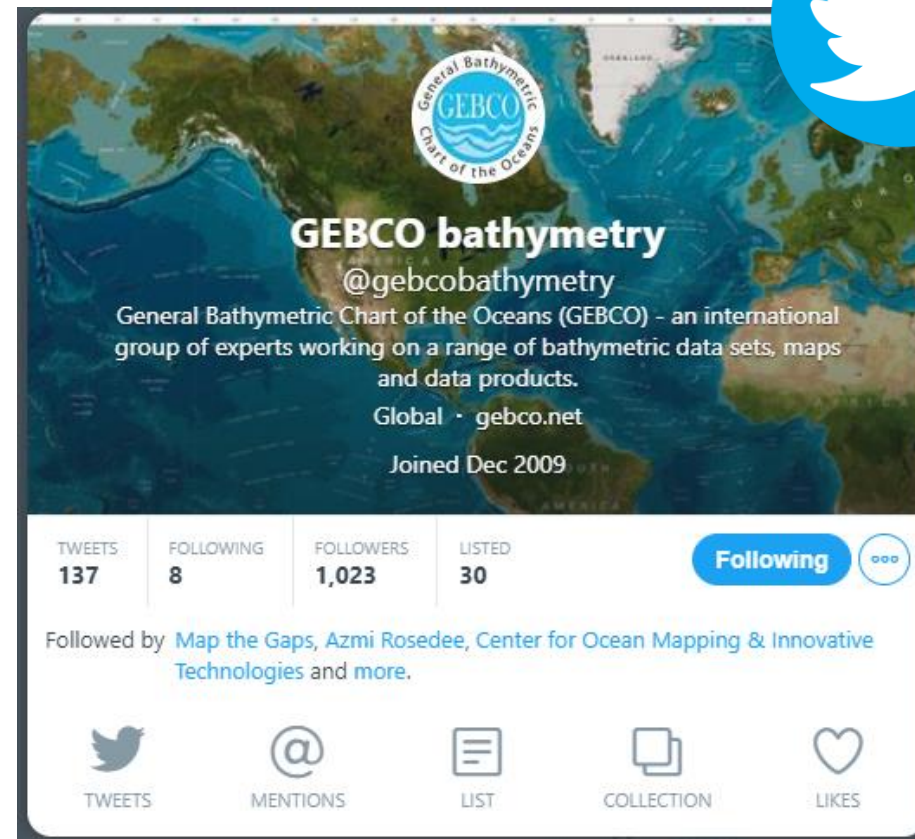 General Bathymetric
GEBCO
Chart of the Oceans
GEBCO bathymetry
@gebcobathymetry
General Bathymetric Chart of the Oceans (GEBCO) - an international
group of experts working on a range of bathymetric data sets, maps
and data products.
Global · gebco.net
Joined Dec 2009
TWEETS FOLLOWING FOLLOWERS LISTED
137 8 1,023 30
Following
Followed by Map the Gaps, Azmi Rosedee, Center for Ocean Mapping & Innovative
Technologies and more.
TWEETS MENTIONS LIST COLLECTION LIKES